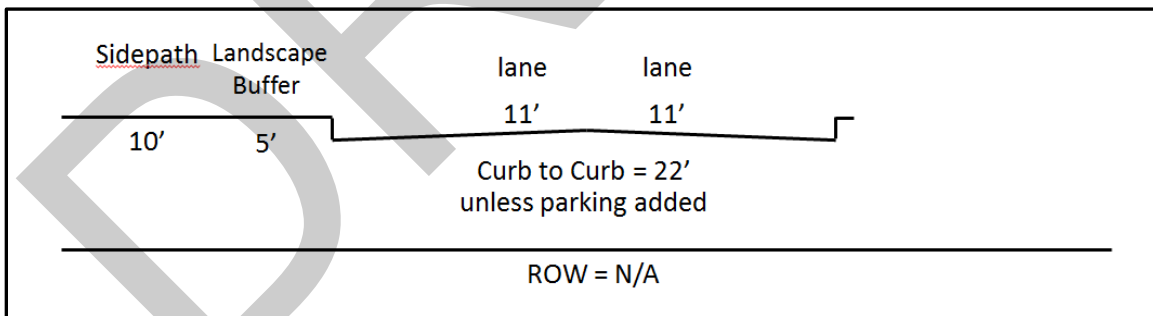 Sidepath Landscape
Buffer
lane lane
11’ 11’
10’ 5’
Curb to Curb = 22’
unless parking added
ROW = N/A